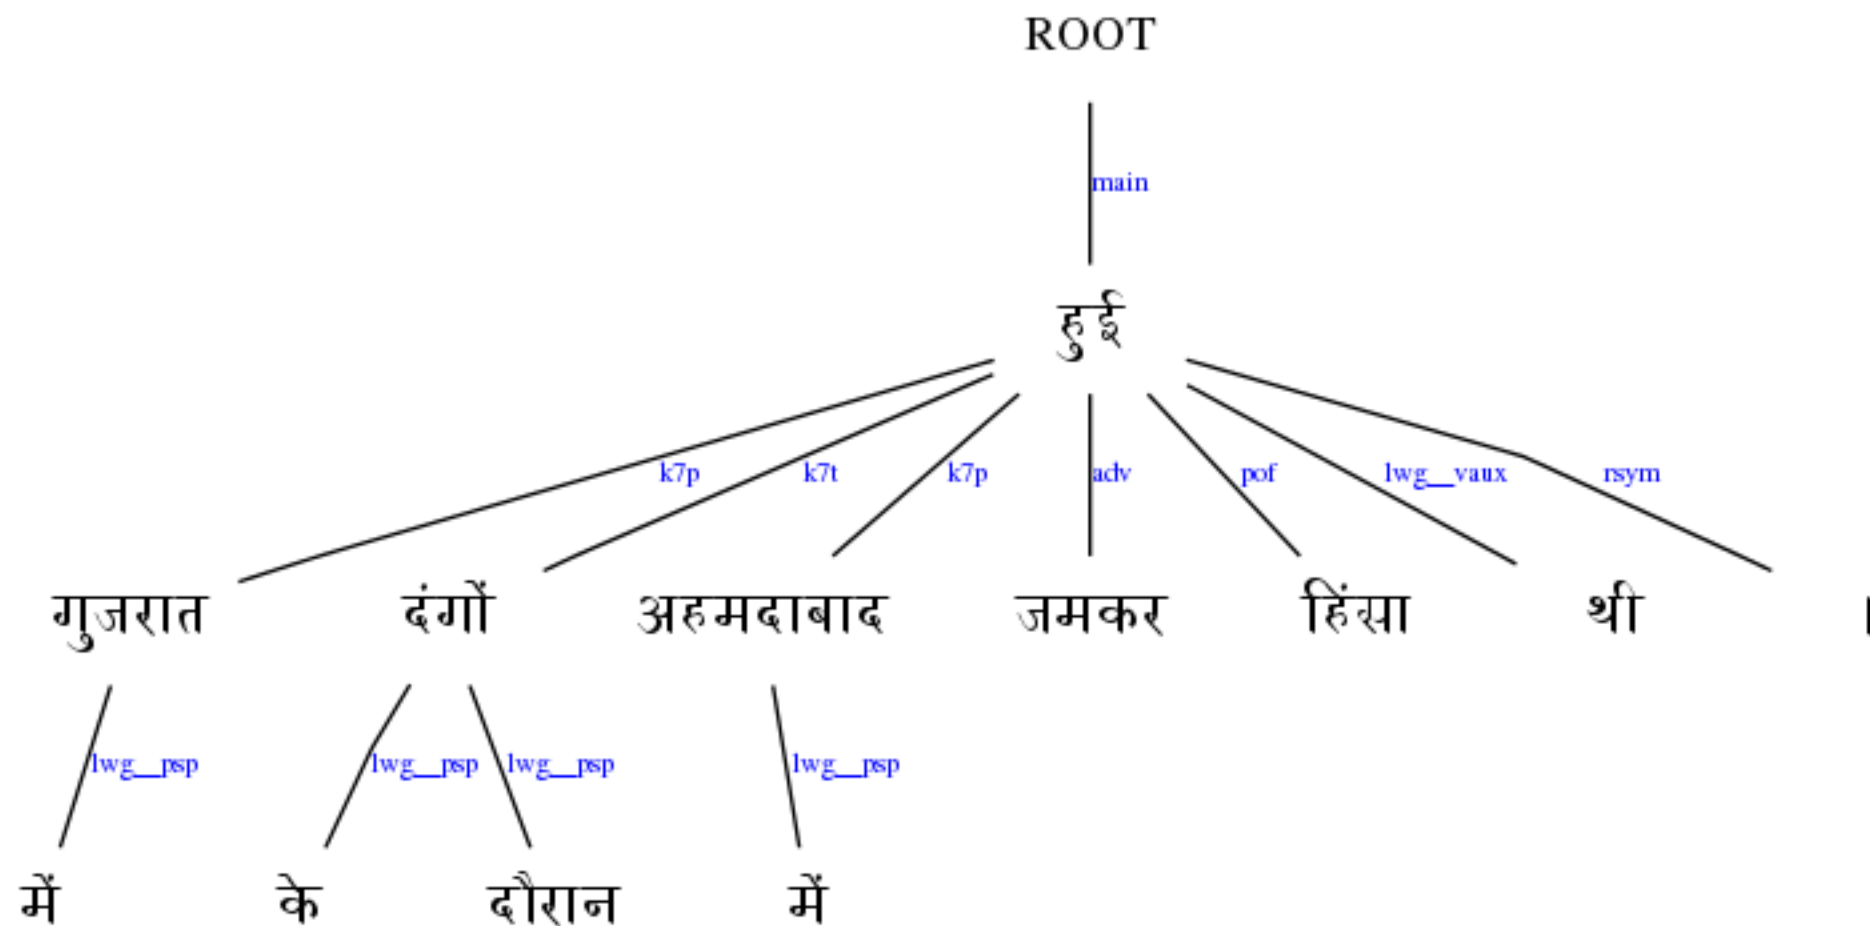 ROOT
main
हुई
k7p k7t k7p adv pof lwg__vaux rsym
गुजरात दंगों अहमदाबाद जमकर हिंसा थी ।
lwg__psp lwg__psp lwg__psp lwg__psp
में के दौरान में